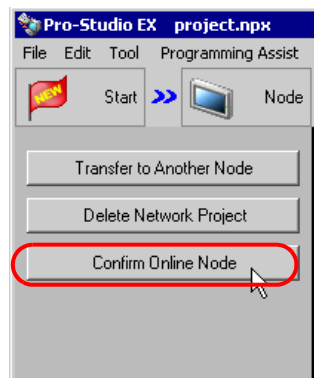 Pro-Studio EX project.npx
File Edit Tool Programming Assist
NEW Start Node
Transfer to Another Node
Delete Network Project
Confirm Online Node